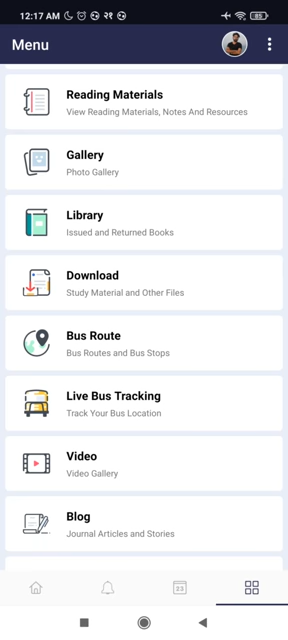 12:17 AM २१ 85
Menu
Reading Materials
View Reading Materials, Notes And Resources
Gallery
Photo Gallery
Library
Issued and Returned Books
Download
Study Material and Other Files
Bus Route
Bus Routes and Bus Stops
Live Bus Tracking
Track Your Bus Location
Video
Video Gallery
Blog
Journal Articles and Stories
23